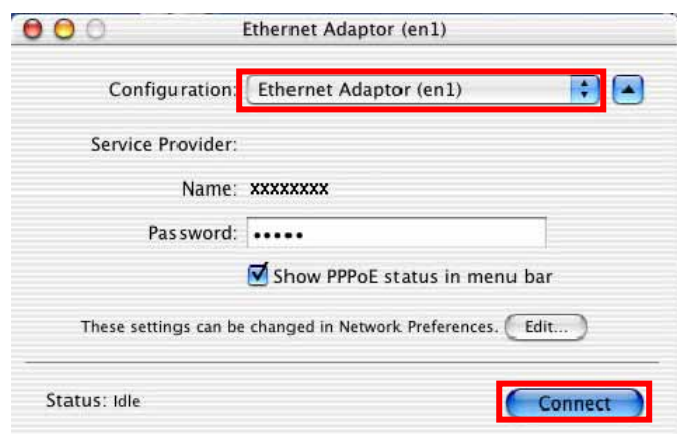 Ethernet Adaptor (en1)
Configuration: Ethernet Adaptor (en1)
Service Provider:
Name: xxxxxxxx
Password: •••••
Show PPPoE status in menu bar
These settings can be changed in Network Preferences. Edit...
Status: Idle
Connect